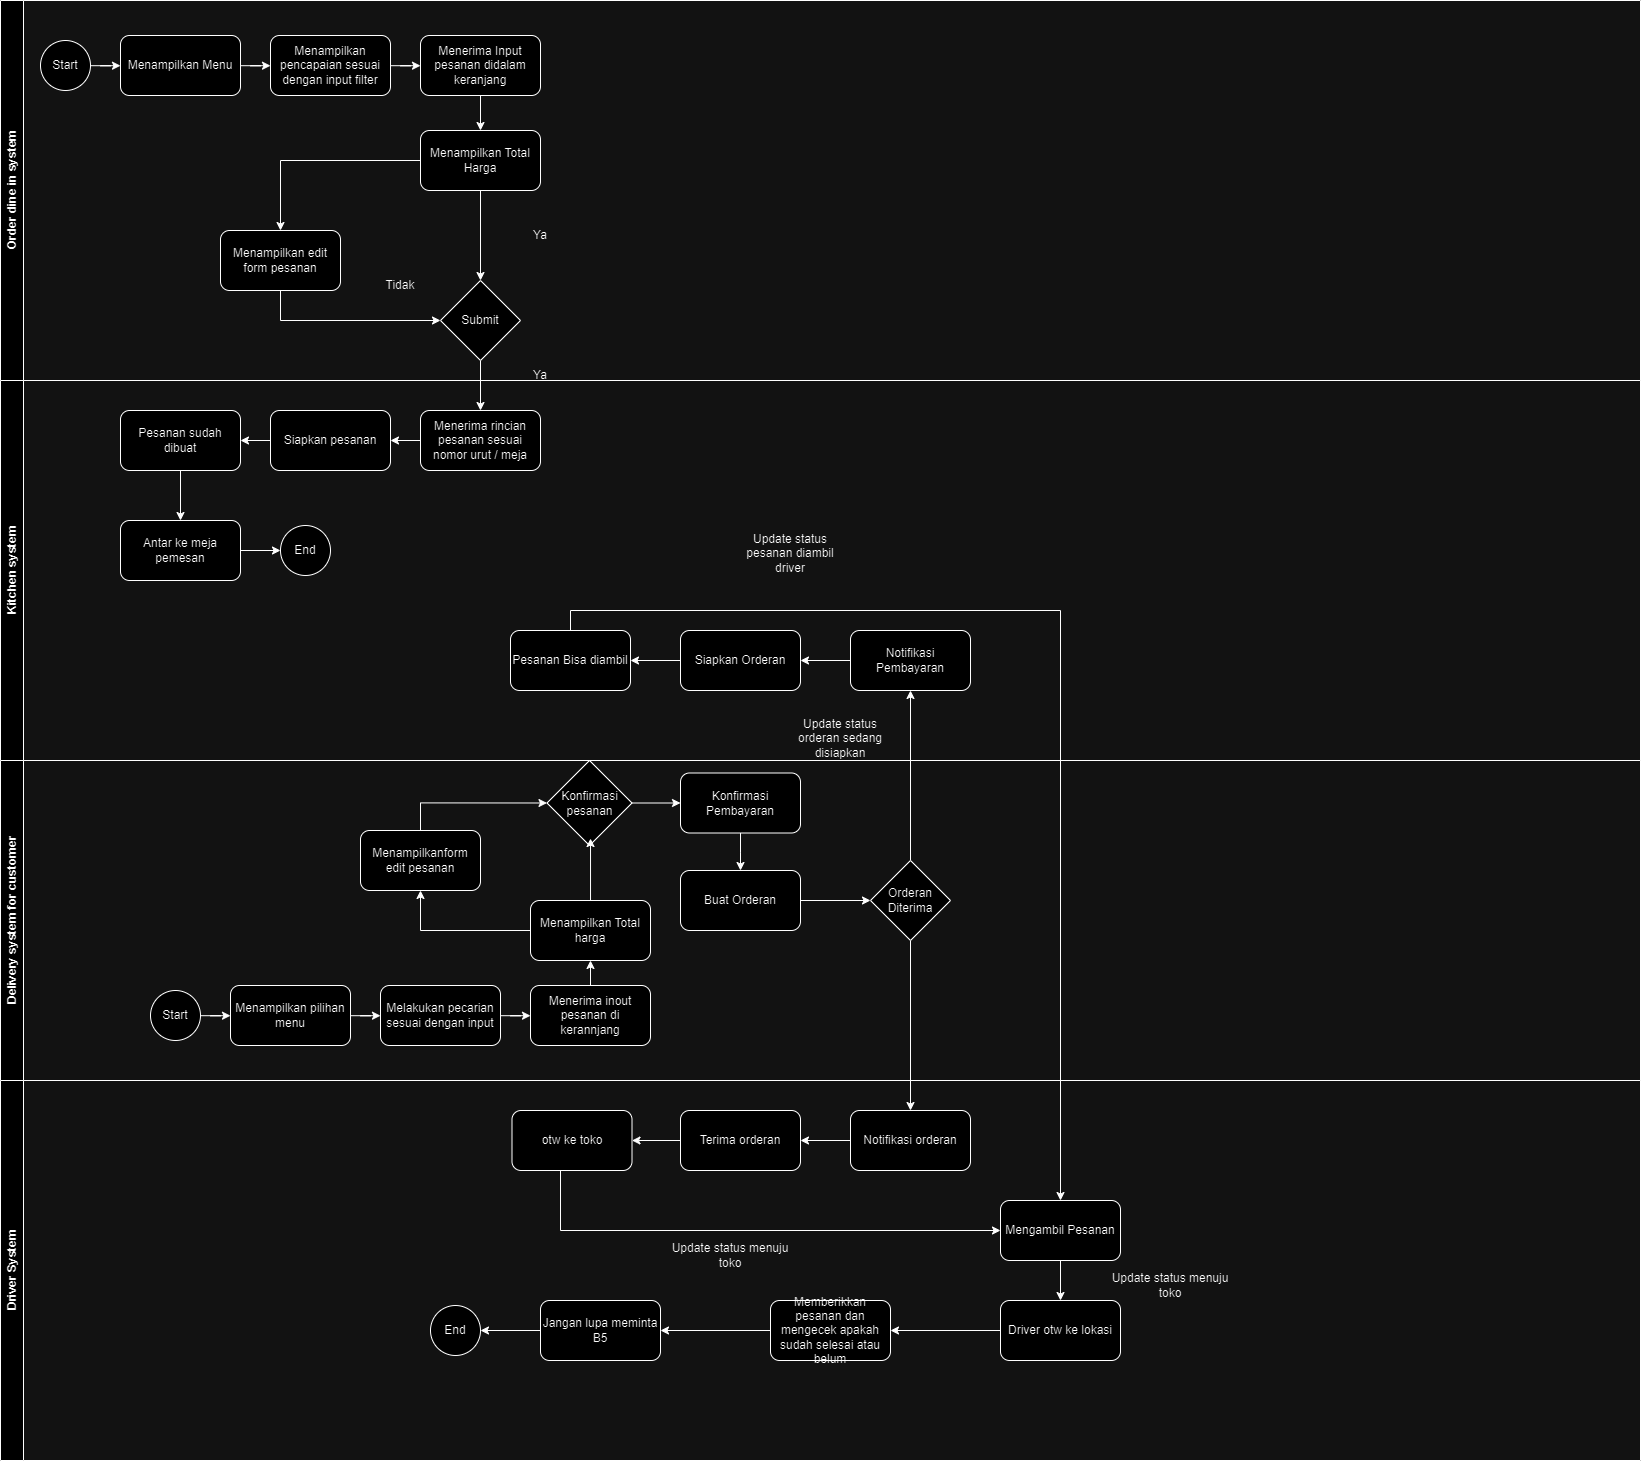 Order dine in system
Start
Menampilkan Menu
Menampilkan
pencapaian sesuai
dengan input filter
Menerima Input
pesanan didalam
keranjang
Menampilkan Total
Harga
Ya
Menampilkan edit
form pesanan
Tidak
Submit
Ya
Kitchen system
Pesanan sudah
dibuat
Siapkan pesanan
Menerima rincian
pesanan sesuai
nomor urut / meja
Antar ke meja
pemesan
End
Update status
pesanan diambil
driver
Pesanan Bisa diambil
Siapkan Orderan
Notifikasi
Pembayaran
Update status
orderan sedang
disiapkan
Delivery system for customer
Konfirmasi
pesanan
Konfirmasi
Pembayaran
Menampilkanform
edit pesanan
Buat Orderan
Orderan
Diterima
Menampilkan Total
harga
Start
Menampilkan pilihan
menu
Melakukan pecarian
sesuai dengan input
Menerima inout
pesanan di
kerannjang
Driver System
otw ke toko
Terima orderan
Notifikasi orderan
Mengambil Pesanan
Update status menuju
toko
Update status menuju
toko
End
Jangan lupa meminta
B5
Memberikkan
pesanan dan
mengecek apakah
sudah selesai atau
belum
Driver otw ke lokasi